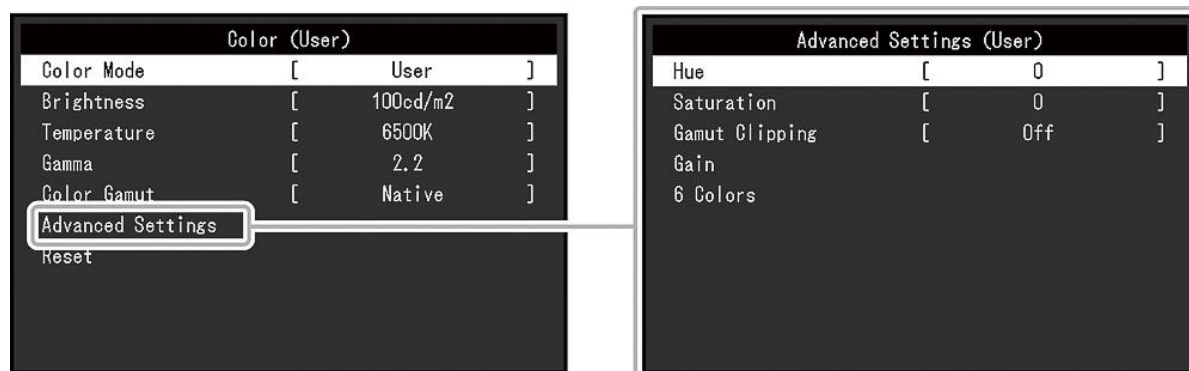 Color (User)
Color Mode [ User ]
Brightness [ 100cd/m2 ]
Temperature [ 6500K ]
Gamma [ 2.2 ]
Color Gamut [ Native ]
Advanced Settings
Reset
Advanced Settings (User)
Hue [ 0 ]
Saturation [ 0 ]
Gamut Clipping [ Off ]
Gain
6 Colors